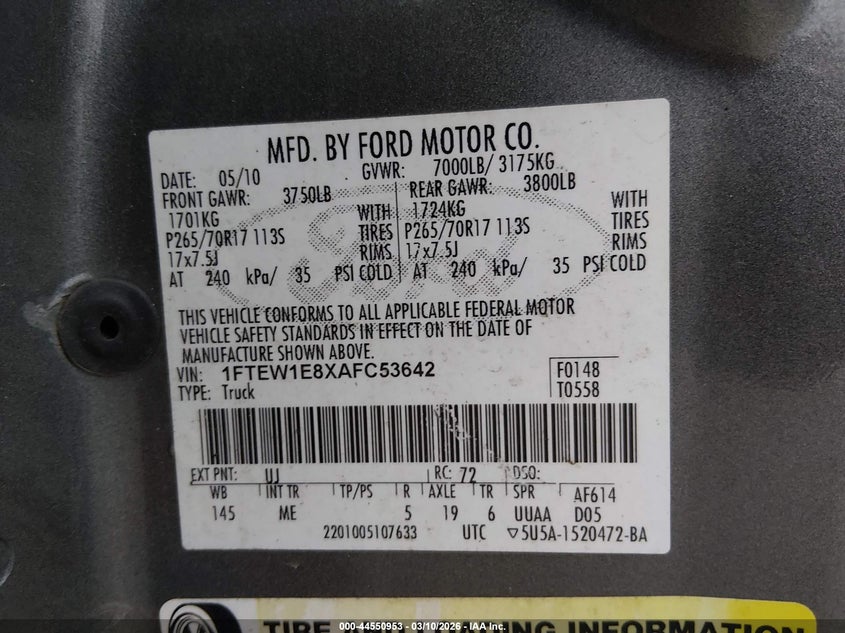 MFD. BY FORD MOTOR CO.
DATE: 05/10 GVWR: 7000LB/ 3175KG
FRONT GAWR: 3750LB REAR GAWR: 3800LB
1701KG WITH 1724KG WITH
P265/70R17 113S TIRES P265/70R17 113S TIRES
17x7.5J RIMS 17x7.5J RIMS
AT 240 kPa/ 35 PSI COLD AT 240 kPa/ 35 PSI COLD
Ford
THIS VEHICLE CONFORMS TO ALL APPLICABLE FEDERAL MOTOR
VEHICLE SAFETY STANDARDS IN EFFECT ON THE DATE OF
MANUFACTURE SHOWN ABOVE.
VIN: 1FTEW1E8XAFC53642 F0148
TYPE: Truck T0558
EXT PNT: UJ RC: 72 DSO:
WB INT TR TP/PS R AXLE TR SPR AF614
145 ME 5 19 6 UUAA D05
2201005107633 UTC ▽5U5A-1520472-BA
TIRE AND LOADING INFORMATION
000-- 44550953 -- 03/10/2026 -- IAA Inc.